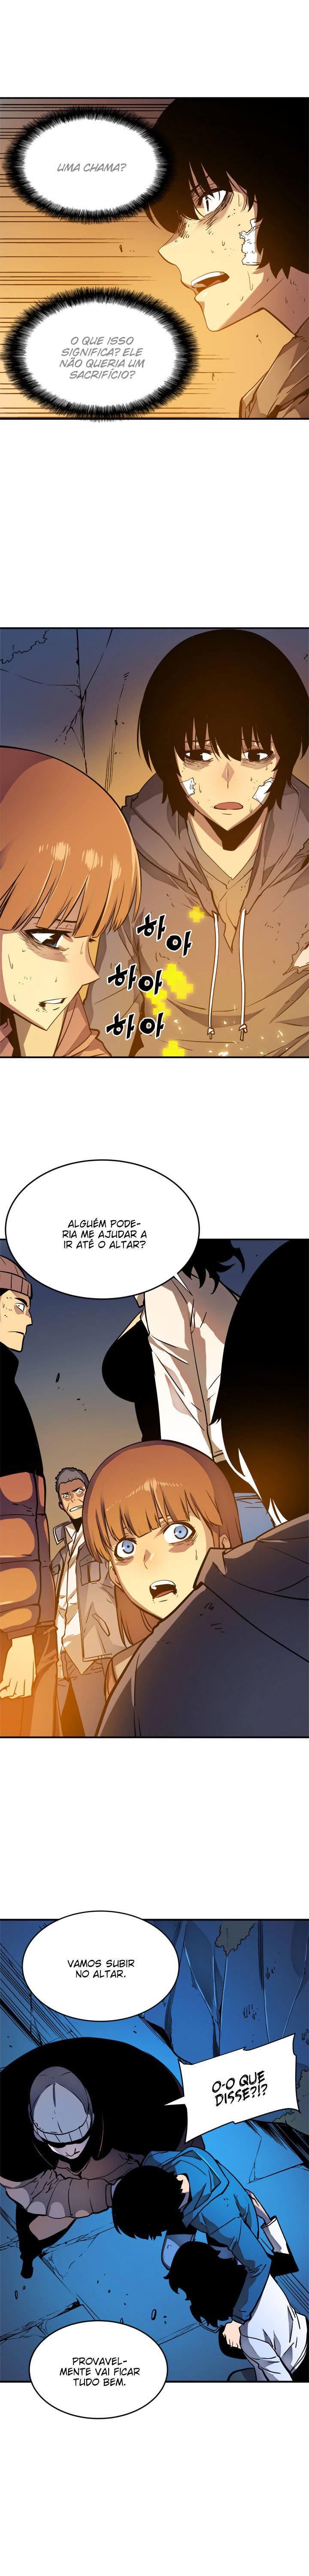 UMA CHAMA?
O QUE ISSO
SIGNIFICA? ELE
NÃO QUERIA UM
SACRIFÍCIO?
하아
하아
하아
ALGUÉM PODE-
RIA ME AJUDAR A
IR ATÉ O ALTAR?
VAMOS SUBIR
NO ALTAR.
O-O QUE
DISSE?!?
PROVAVEL-
MENTE VAI FICAR
TUDO BEM.